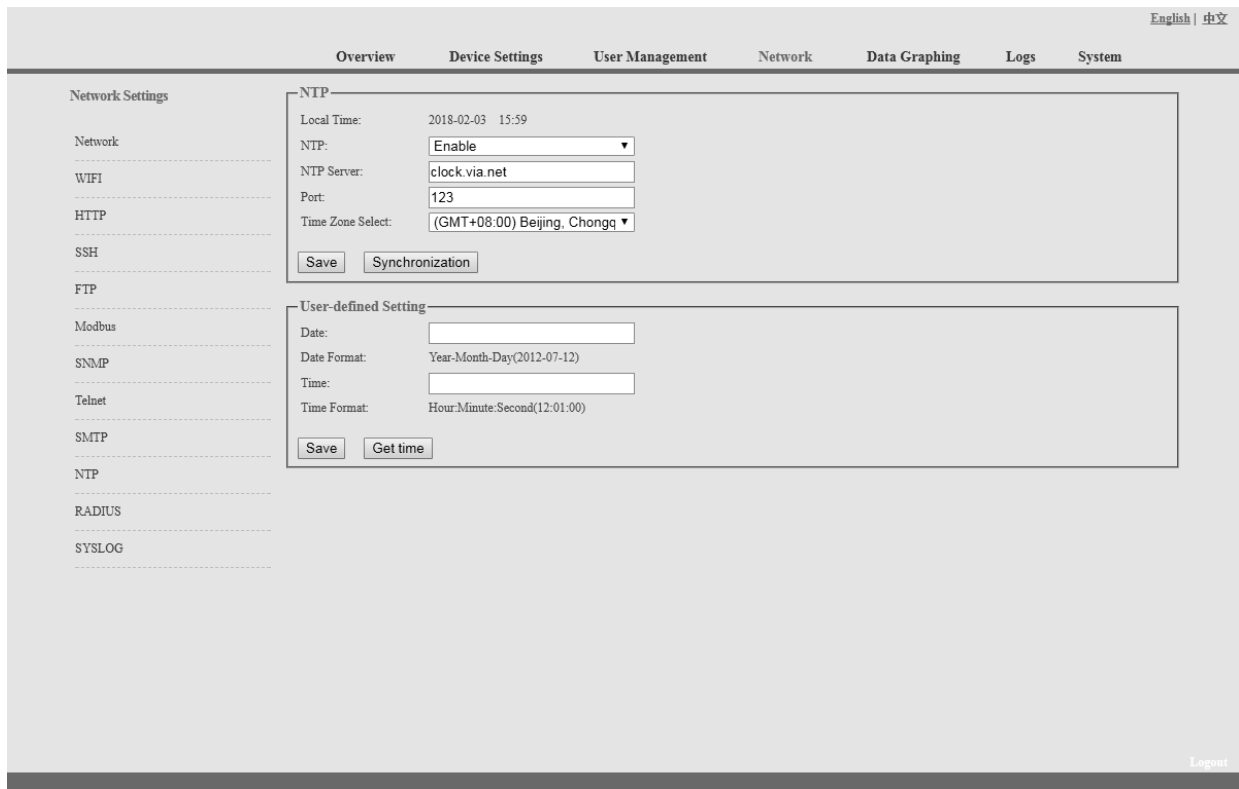 English | 中文
Overview Device Settings User Management Network Data Graphing Logs System
Network Settings
Network
WIFI
HTTP
SSH
FTP
Modbus
SNMP
Telnet
SMTP
NTP
RADIUS
SYSLOG
NTP
Local Time: 2018-02-03 15:59
NTP: Enable
NTP Server: clock.via.net
Port: 123
Time Zone Select: (GMT+08:00) Beijing, Chongq
Save Synchronization
User-defined Setting
Date:
Date Format: Year-Month-Day(2012-07-12)
Time:
Time Format: Hour:Minute:Second(12:01:00)
Save Get time
Logout